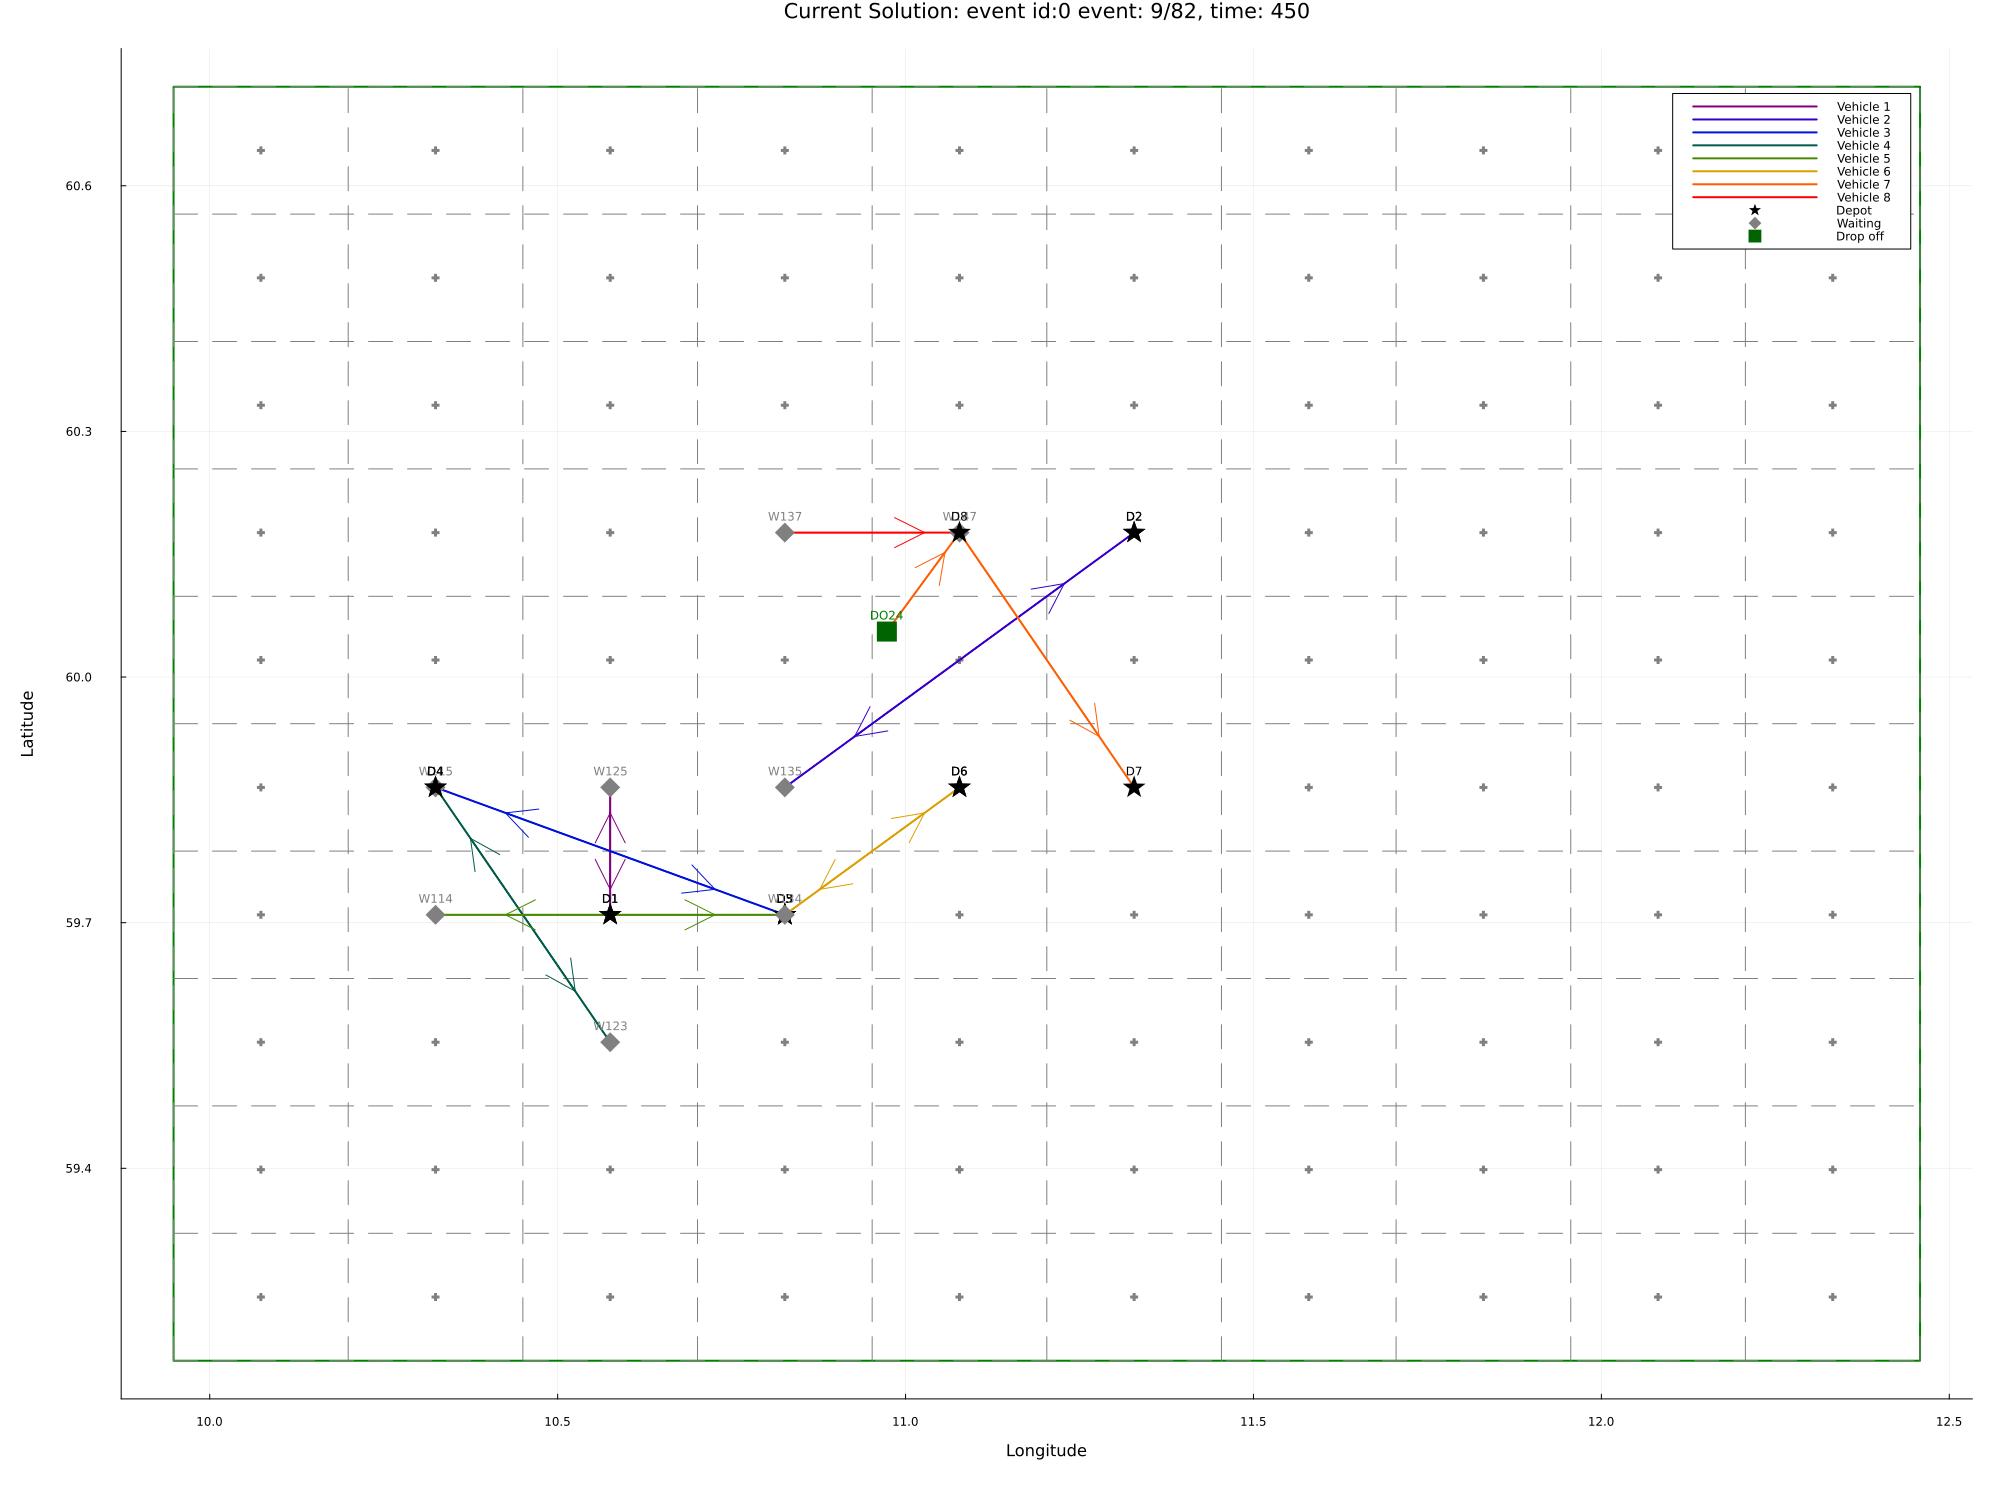 Current Solution: event id:0 event: 9/82, time: 450
Vehicle 1
Vehicle 2
Vehicle 3
Vehicle 4
Vehicle 5
Vehicle 6
Vehicle 7
Vehicle 8
Depot
Waiting
Drop off
60.6
60.3
60.0
59.7
59.4
Latitude
W137
D8
D2
DO24
D4
W125
W135
D6
D7
W114
D1
W123
10.0
10.5
11.0
11.5
12.0
12.5
Longitude